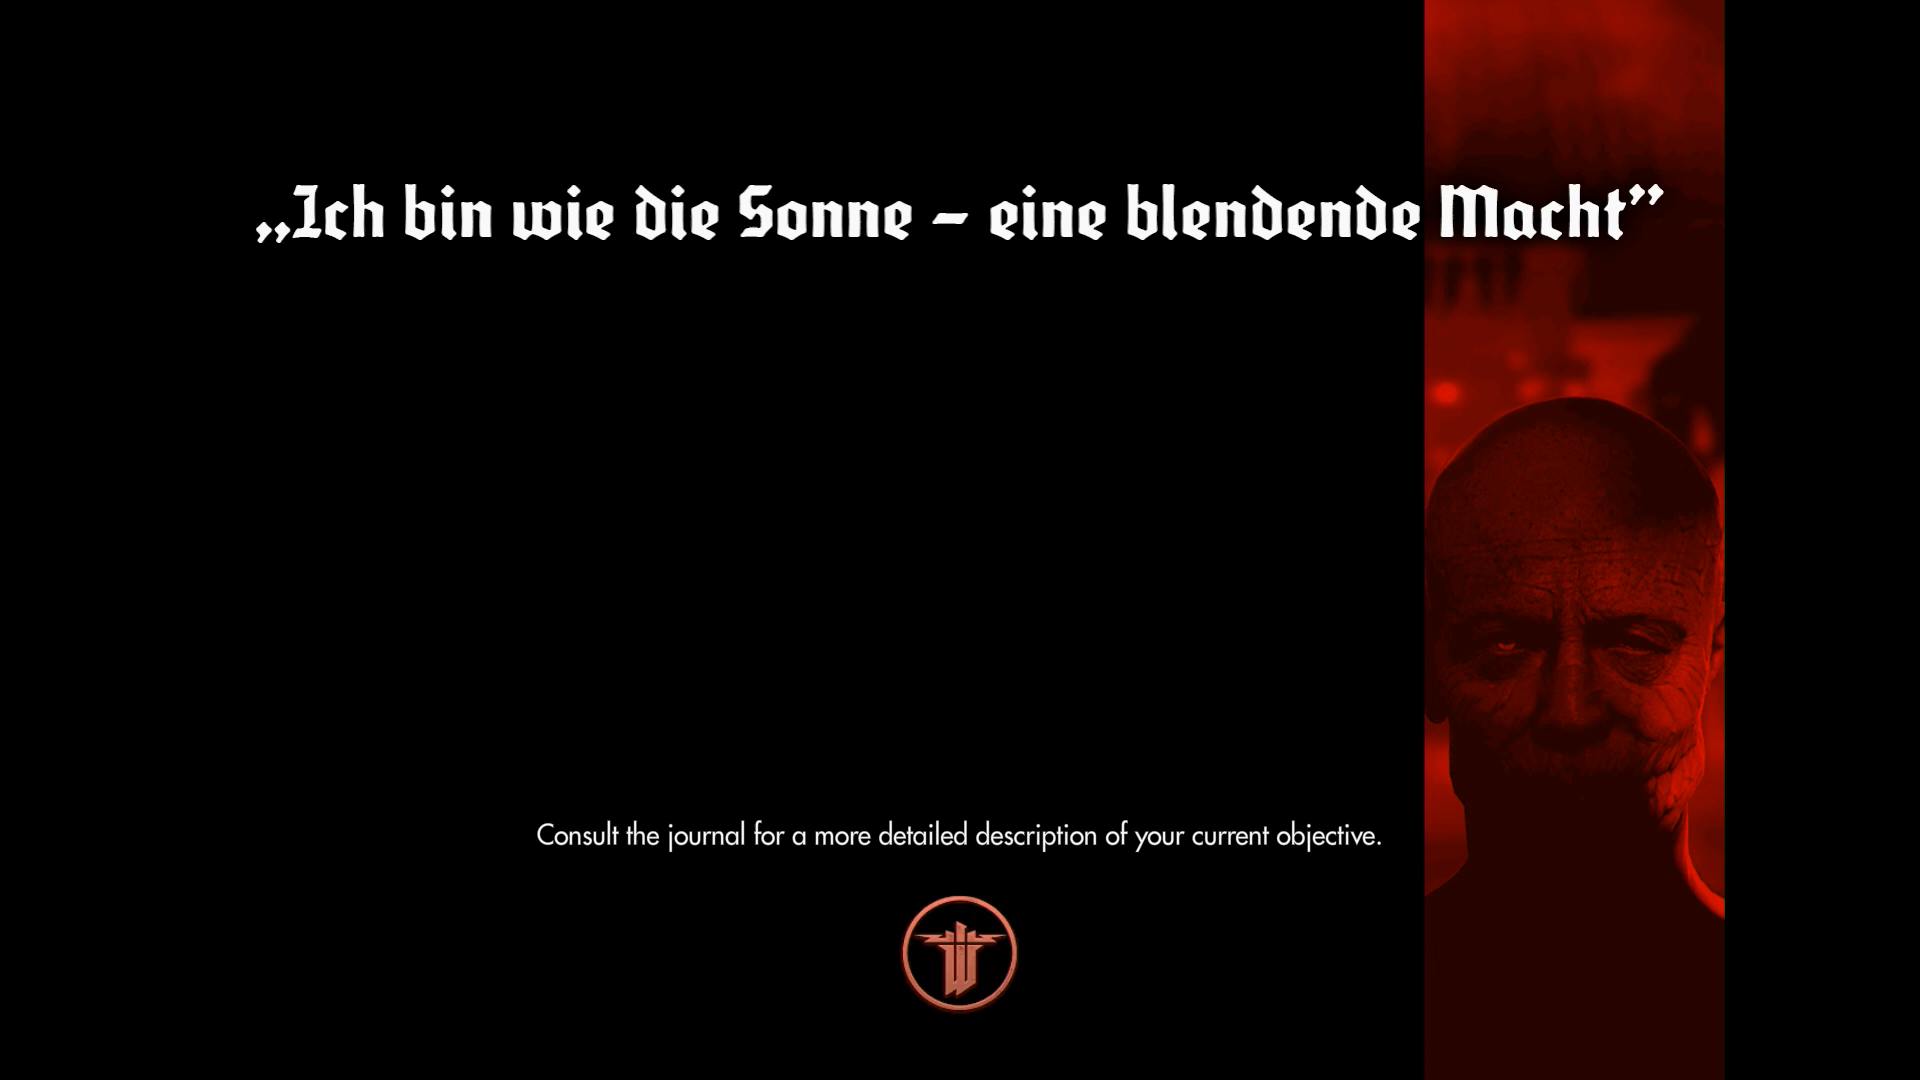 „Ich bin wie die Sonne – eine blendende Macht”
Consult the journal for a more detailed description of your current objective.